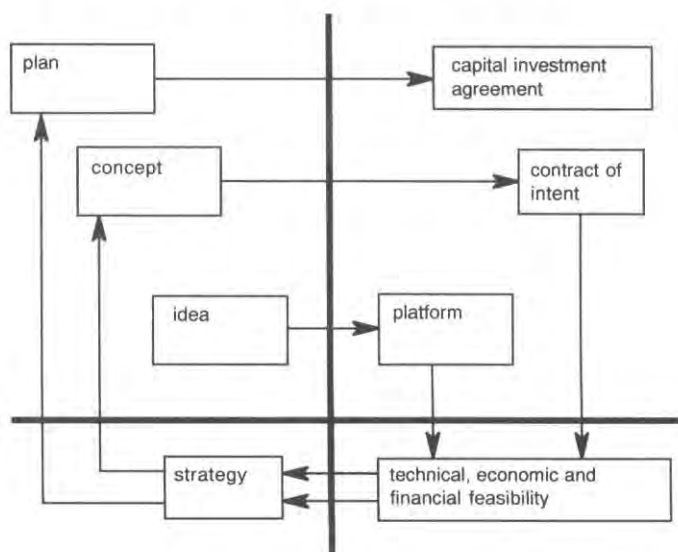 plan
capital investment
agreement
concept
contract of
intent
idea
platform
strategy
technical, economic and
financial feasibility